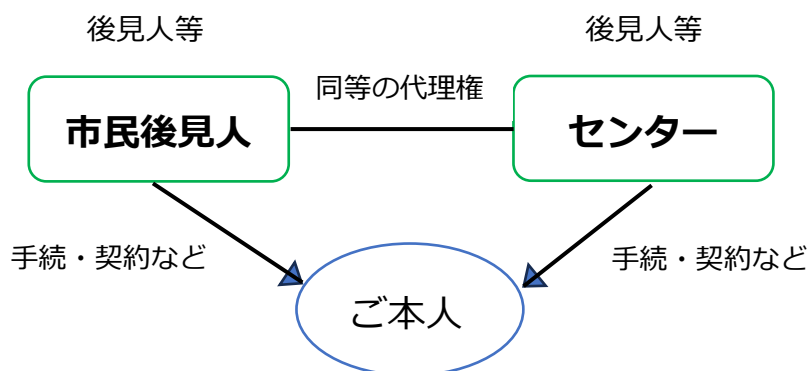 後見人等
後見人等
同等の代理権
市民後見人
センター
手続・契約など
手続・契約など
ご本人